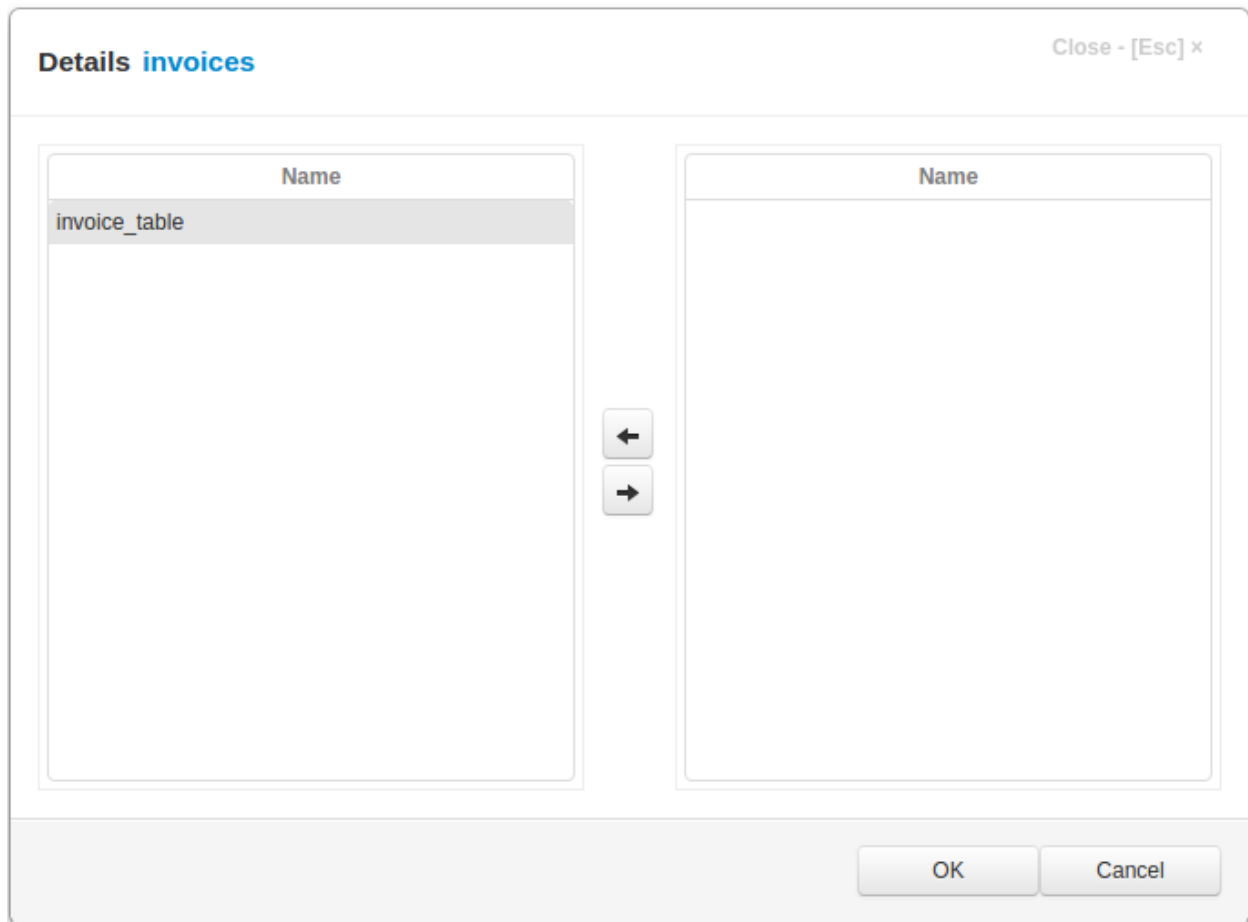 Details invoices
Close - [Esc] ×
Name
invoice_table
Name
OK
Cancel